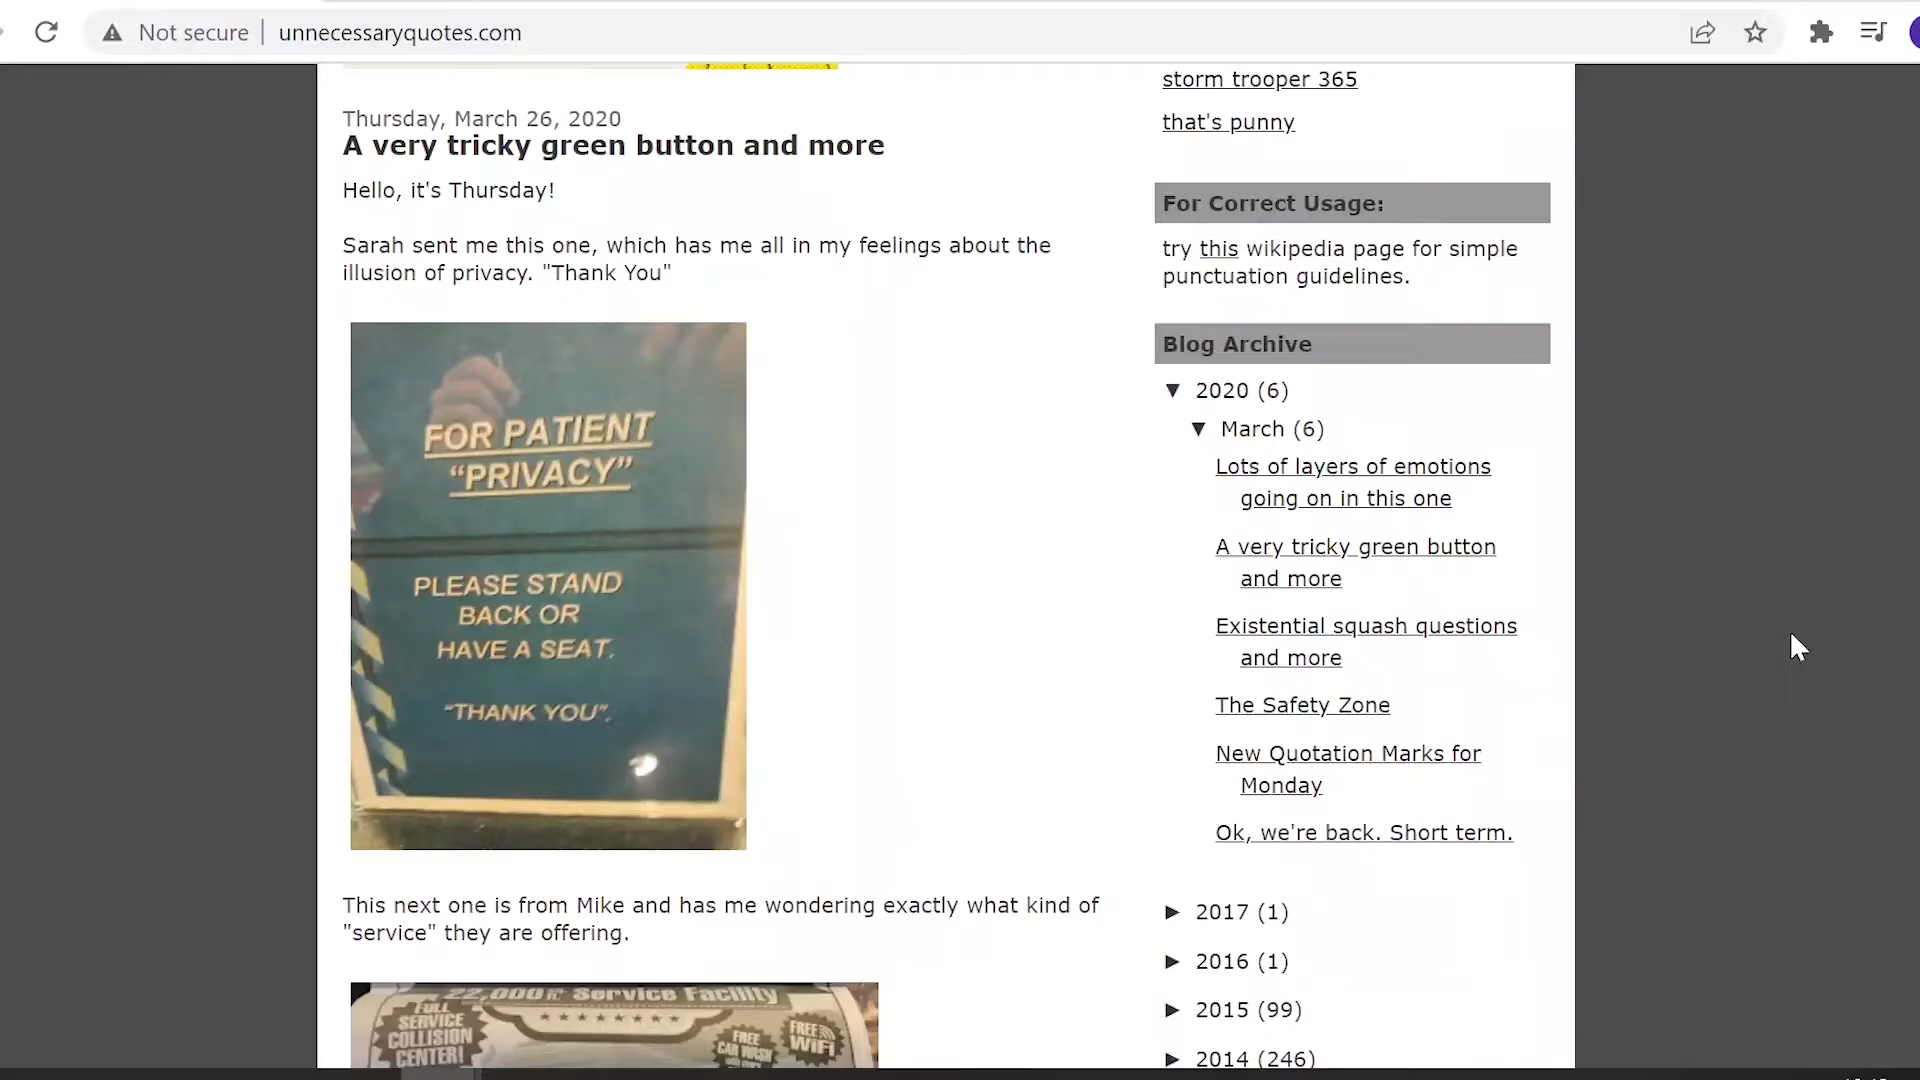 Not secure
unnecessaryquotes.com
Thursday, March 26, 2020
A very tricky green button and more
Hello, it's Thursday!
Sarah sent me this one, which has me all in my feelings about the
illusion of privacy. "Thank You"
FOR PATIENT
“PRIVACY”
PLEASE STAND
BACK OR
HAVE A SEAT.
“THANK YOU”.
This next one is from Mike and has me wondering exactly what kind of
"service" they are offering.
22,000 Service Facility
FULL
SERVICE
COLLISION
CENTER!
FREE
CAR WASH
FREE
WiFi
storm trooper 365
that's punny
For Correct Usage:
try this wikipedia page for simple
punctuation guidelines.
Blog Archive
▼ 2020 (6)
▼ March (6)
Lots of layers of emotions
going on in this one
A very tricky green button
and more
Existential squash questions
and more
The Safety Zone
New Quotation Marks for
Monday
Ok, we're back. Short term.
► 2017 (1)
► 2016 (1)
► 2015 (99)
► 2014 (246)